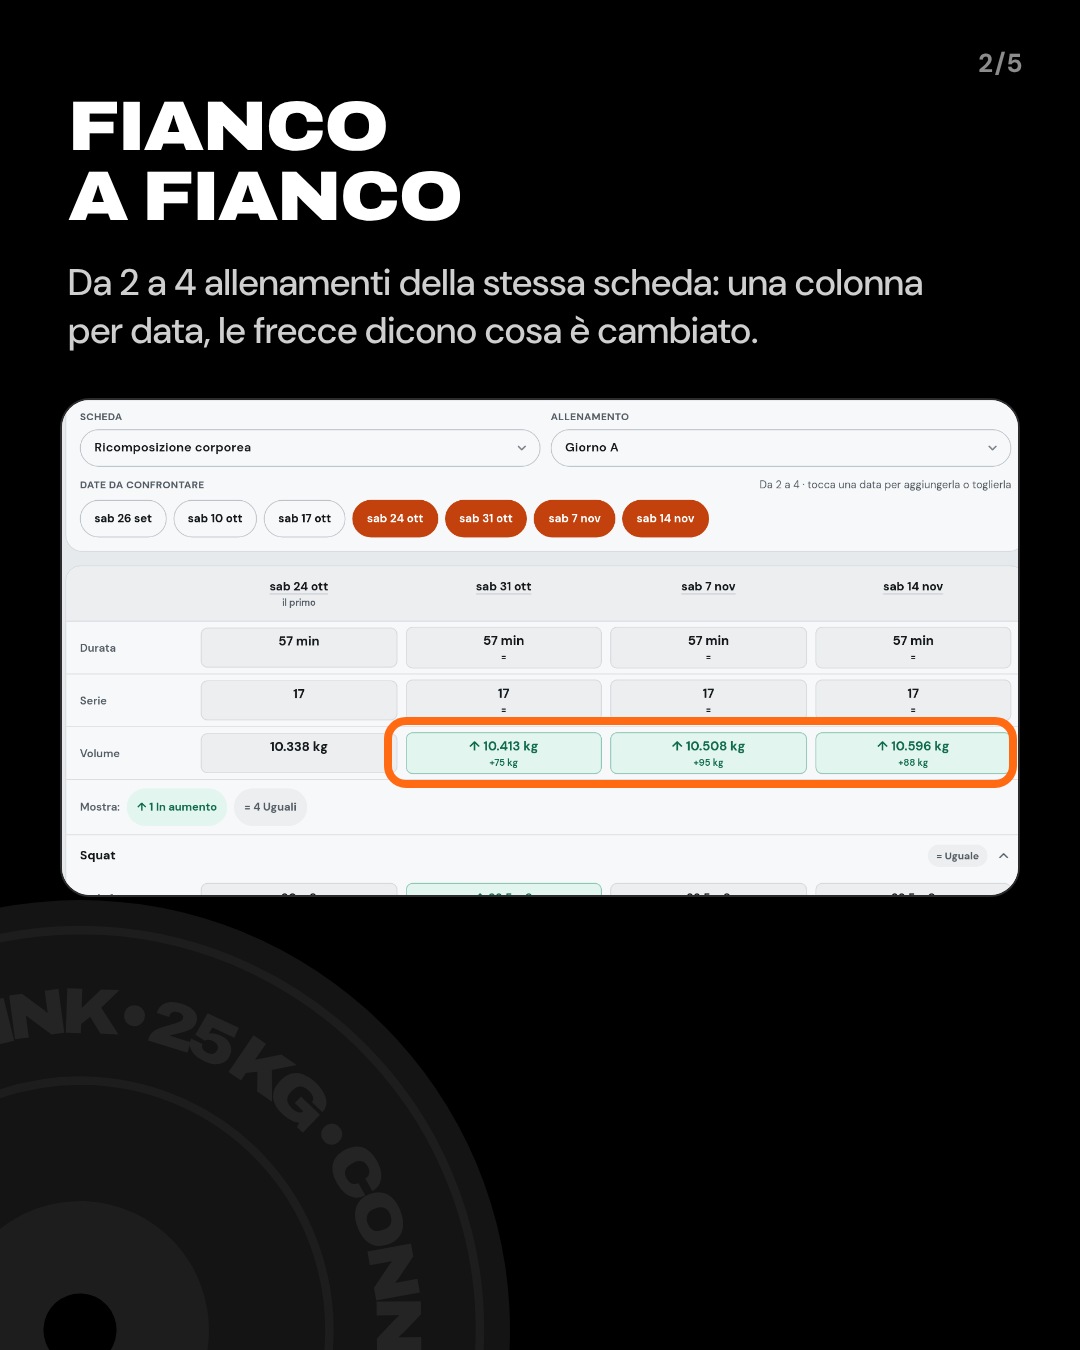 2/5
FIANCO
A FIANCO
Da 2 a 4 allenamenti della stessa scheda: una colonna
per data, le frecce dicono cosa è cambiato.
SCHEDA ALLENAMENTO
Ricomposizione corporea Giorno A
DATE DA CONFRONTARE Da 2 a 4 · tocca una data per aggiungerla o toglierla
sab 26 set sab 10 ott sab 17 ott sab 24 ott sab 31 ott sab 7 nov sab 14 nov
sab 24 ott sab 31 ott sab 7 nov sab 14 nov
il primo
Durata 57 min 57 min 57 min 57 min
= = =
Serie 17 17 17 17
= = =
Volume 10.338 kg ↑ 10.413 kg ↑ 10.508 kg ↑ 10.596 kg
+75 kg +95 kg +88 kg
Mostra: ↑ 1 In aumento = 4 Uguali
Squat = Uguale
25 KG